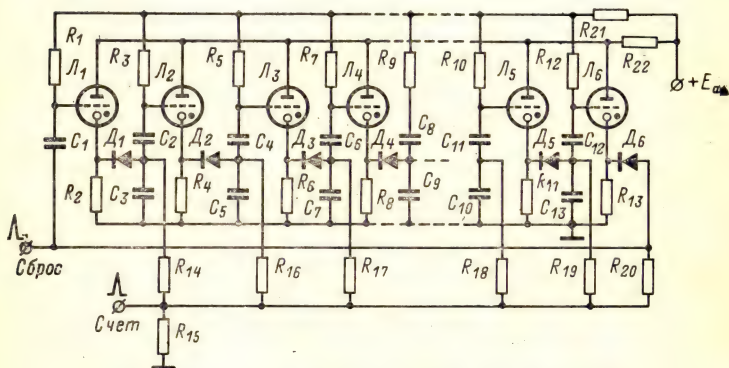 R1 R3 R5 R7 R9 R10 R12 R21
Л1 Л2 Л3 Л4 Л5 Л6 R22
+Eа
C1 C2 C4 C6 C8 C11 C12
Д1 Д2 Д3 Д4 Д5 Д6
R2 C3 R4 C5 R6 C7 R8 C9 C10 R11 C13 R13
Сброс
R14 R16 R17 R18 R19 R20
Счет
R15